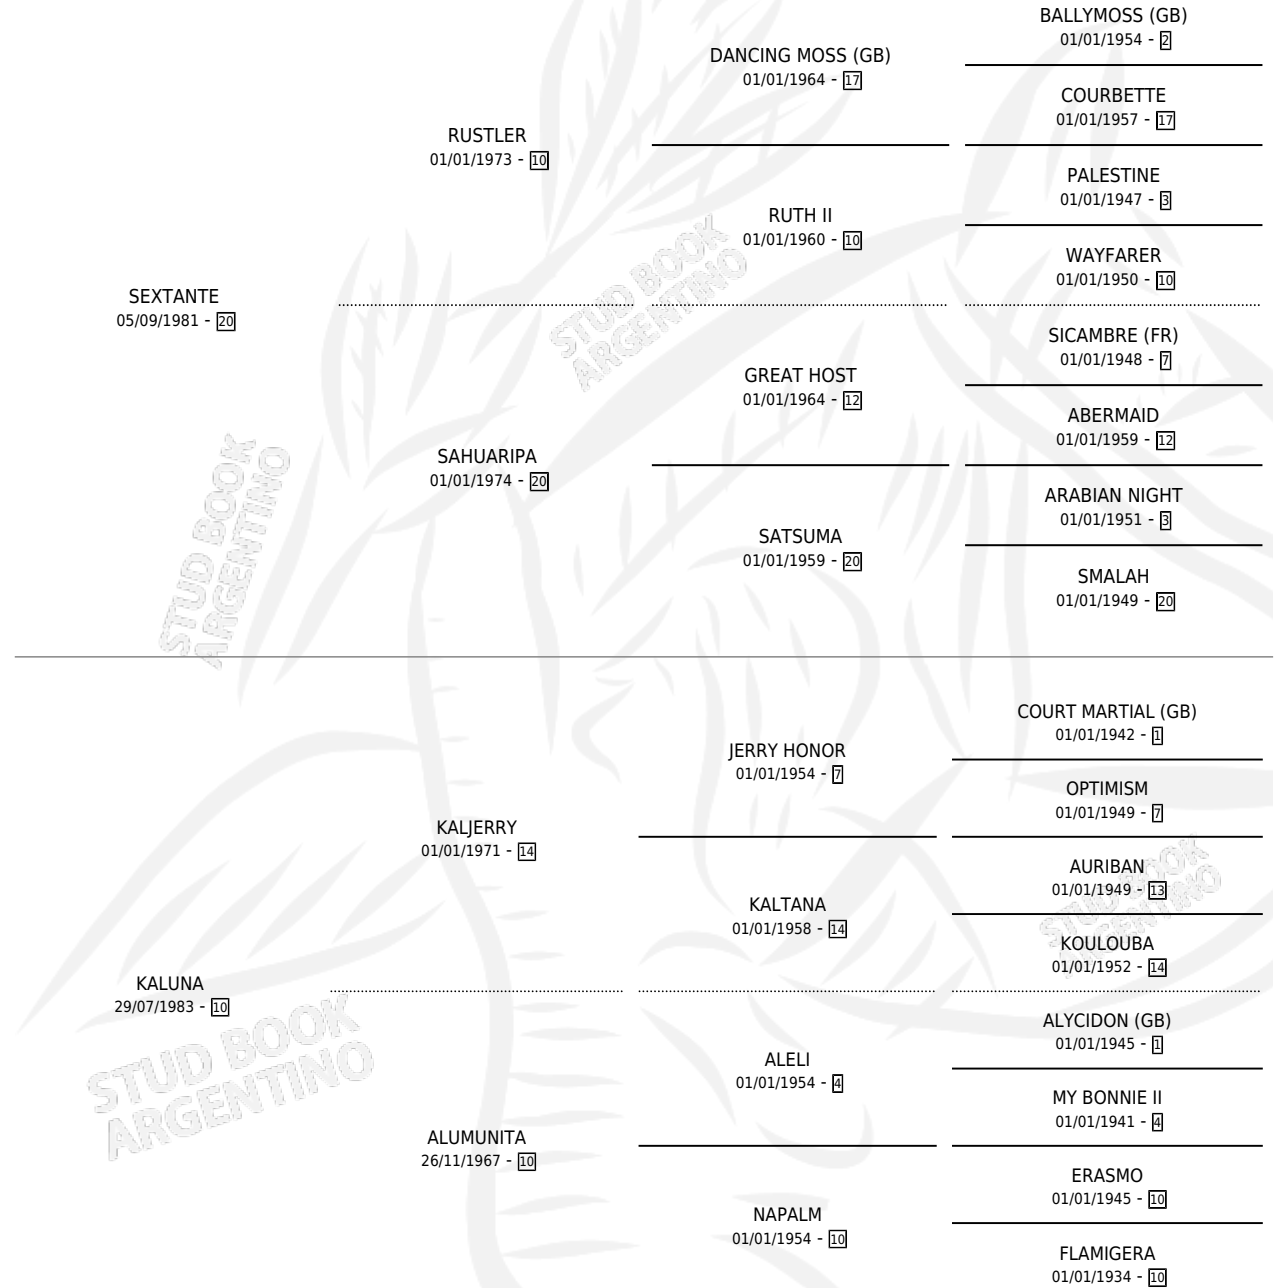 BALLYMOSS (GB)
01/01/1954 - 2
DANCING MOSS (GB)
01/01/1964 - 17
COURBETTE
01/01/1957 - 17
RUSTLER
01/01/1973 - 10
PALESTINE
01/01/1947 - 3
RUTH II
01/01/1960 - 10
WAYFARER
01/01/1950 - 10
SEXTANTE
05/09/1981 - 20
SICAMBRE (FR)
01/01/1948 - 7
GREAT HOST
01/01/1964 - 12
ABERMAID
01/01/1959 - 12
SAHUARIPA
01/01/1974 - 20
ARABIAN NIGHT
01/01/1951 - 3
SATSUMA
01/01/1959 - 20
SMALAH
01/01/1949 - 20
STUD BOOK
ARGENTINO
STUD BOOK
ARGENTINO
COURT MARTIAL (GB)
01/01/1942 - 1
JERRY HONOR
01/01/1954 - 7
OPTIMISM
01/01/1949 - 7
KALJERRY
01/01/1971 - 14
AURIBAN
01/01/1949 - 13
KALTANA
01/01/1958 - 14
KOULOUBA
01/01/1952 - 14
KALUNA
29/07/1983 - 10
ALYCIDON (GB)
01/01/1945 - 1
ALELI
01/01/1954 - 4
MY BONNIE II
01/01/1941 - 4
ALUMUNITA
26/11/1967 - 10
ERASMO
01/01/1945 - 10
NAPALM
01/01/1954 - 10
FLAMIGERA
01/01/1934 - 10
STUD BOOK
ARGENTINO
STUD BOOK
ARGENTINO